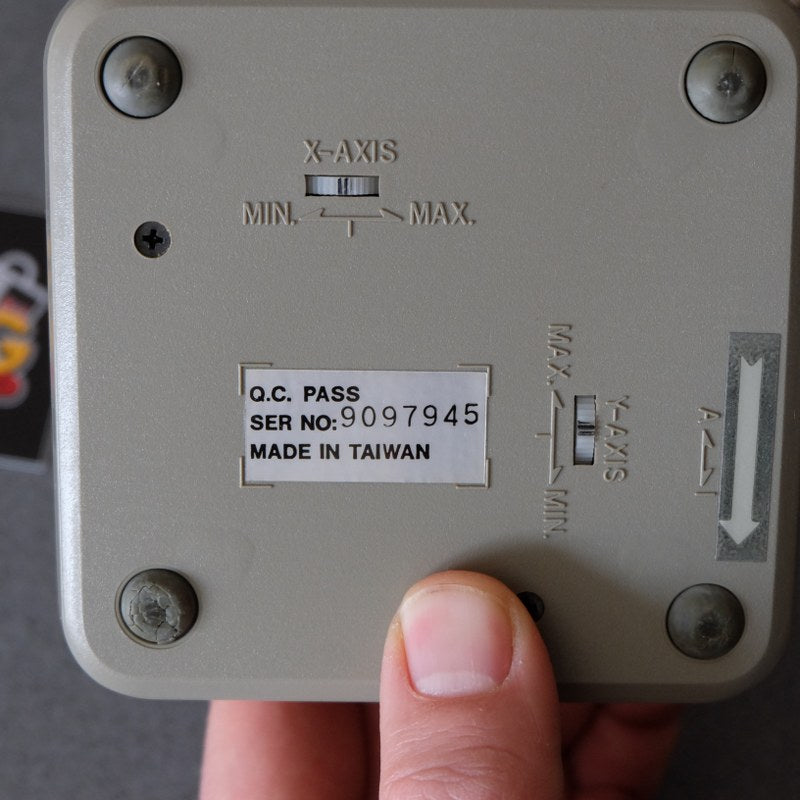 X-AXIS
MIN. MAX.
MAX.
Y-AXIS
MIN.
A
I
Q.C. PASS
SER NO:9097945
MADE IN TAIWAN